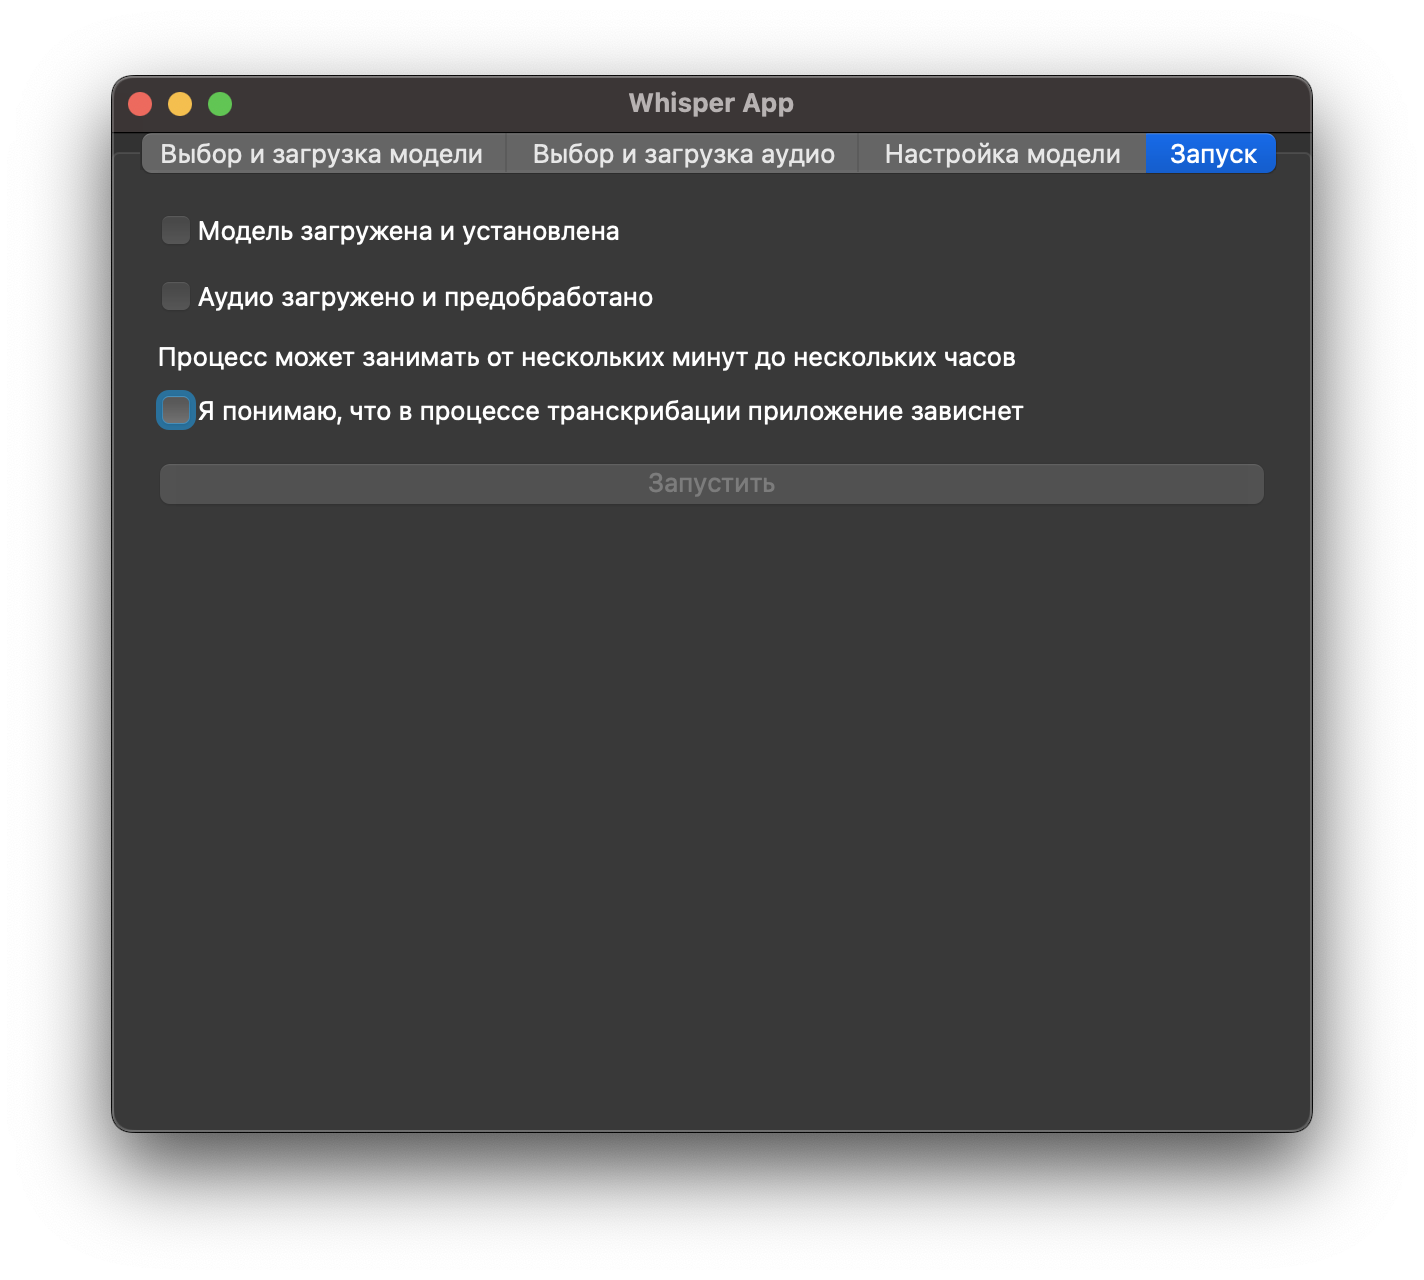 Whisper App
Выбор и загрузка модели
Выбор и загрузка аудио
Настройка модели
Запуск
Модель загружена и установлена
Аудио загружено и предобработано
Процесс может занимать от нескольких минут до нескольких часов
Я понимаю, что в процессе транскрибации приложение зависнет
Запустить